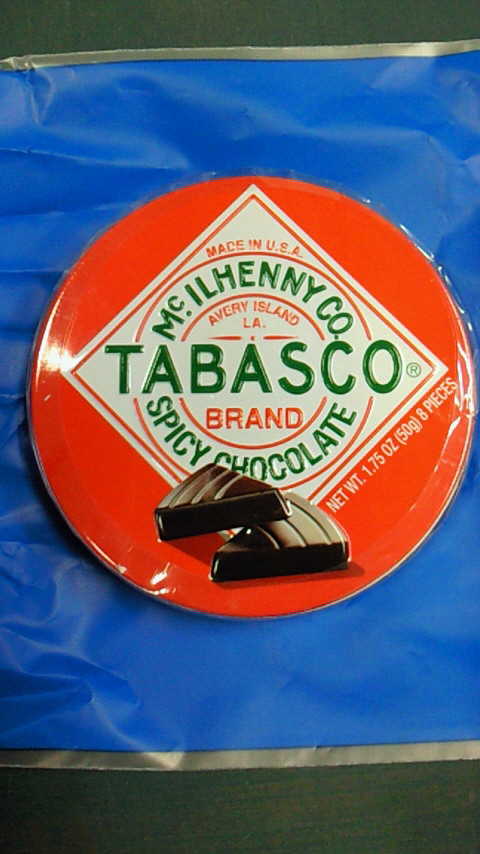 MADE IN U.S.A.
McILHENNY CO.
AVERY ISLAND
LA.
TABASCO®
BRAND
SPICY CHOCOLATE
NET WT. 1.75 OZ (50g) 8 PIECES